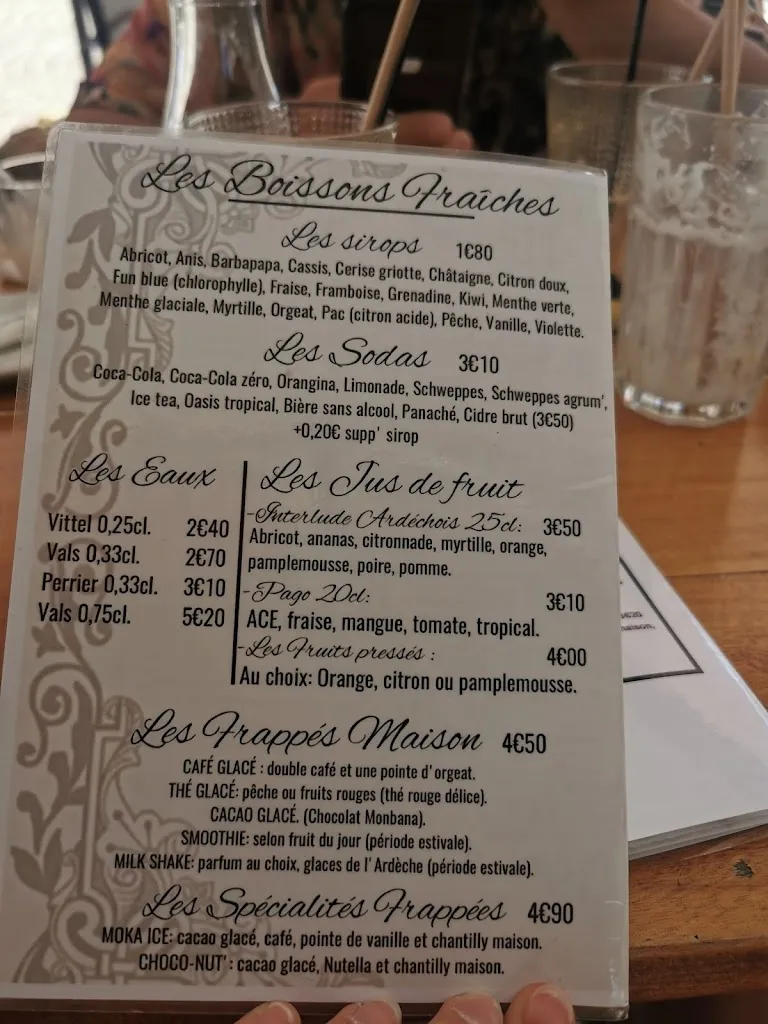 Les Boissons Fraîches
Les sirops 1€80
Abricot, Anis, Barbapapa, Cassis, Cerise griotte, Châtaigne, Citron doux,
Fun blue (chlorophylle), Fraise, Framboise, Grenadine, Kiwi, Menthe verte,
Menthe glaciale, Myrtille, Orgeat, Pac (citron acide), Pêche, Vanille, Violette.
Les Sodas 3€10
Coca-Cola, Coca-Cola zéro, Orangina, Limonade, Schweppes, Schweppes agrum',
Ice tea, Oasis tropical, Bière sans alcool, Panaché, Cidre brut (3€50)
+0,20€ supp' sirop
Les Eaux
Vittel 0,25cl. 2€40
Vals 0,33cl. 2€70
Perrier 0,33cl. 3€10
Vals 0,75cl. 5€20
Les Jus de fruit
-Interlude Ardéchois 25cl: 3€50
Abricot, ananas, citronnade, myrtille, orange,
pamplemousse, poire, pomme.
-Pago 20cl: 3€10
ACE, fraise, mangue, tomate, tropical.
-Les Fruits pressés : 4€00
Au choix: Orange, citron ou pamplemousse.
Les Frappés Maison 4€50
CAFÉ GLACÉ : double café et une pointe d'orgeat.
THÉ GLACÉ: pêche ou fruits rouges (thé rouge délice).
CACAO GLACÉ. (Chocolat Monbana).
SMOOTHIE: selon fruit du jour (période estivale).
MILK SHAKE: parfum au choix, glaces de l'Ardèche (période estivale).
Les Spécialités Frappées 4€90
MOKA ICE: cacao glacé, café, pointe de vanille et chantilly maison.
CHOCO-NUT' : cacao glacé, Nutella et chantilly maison.